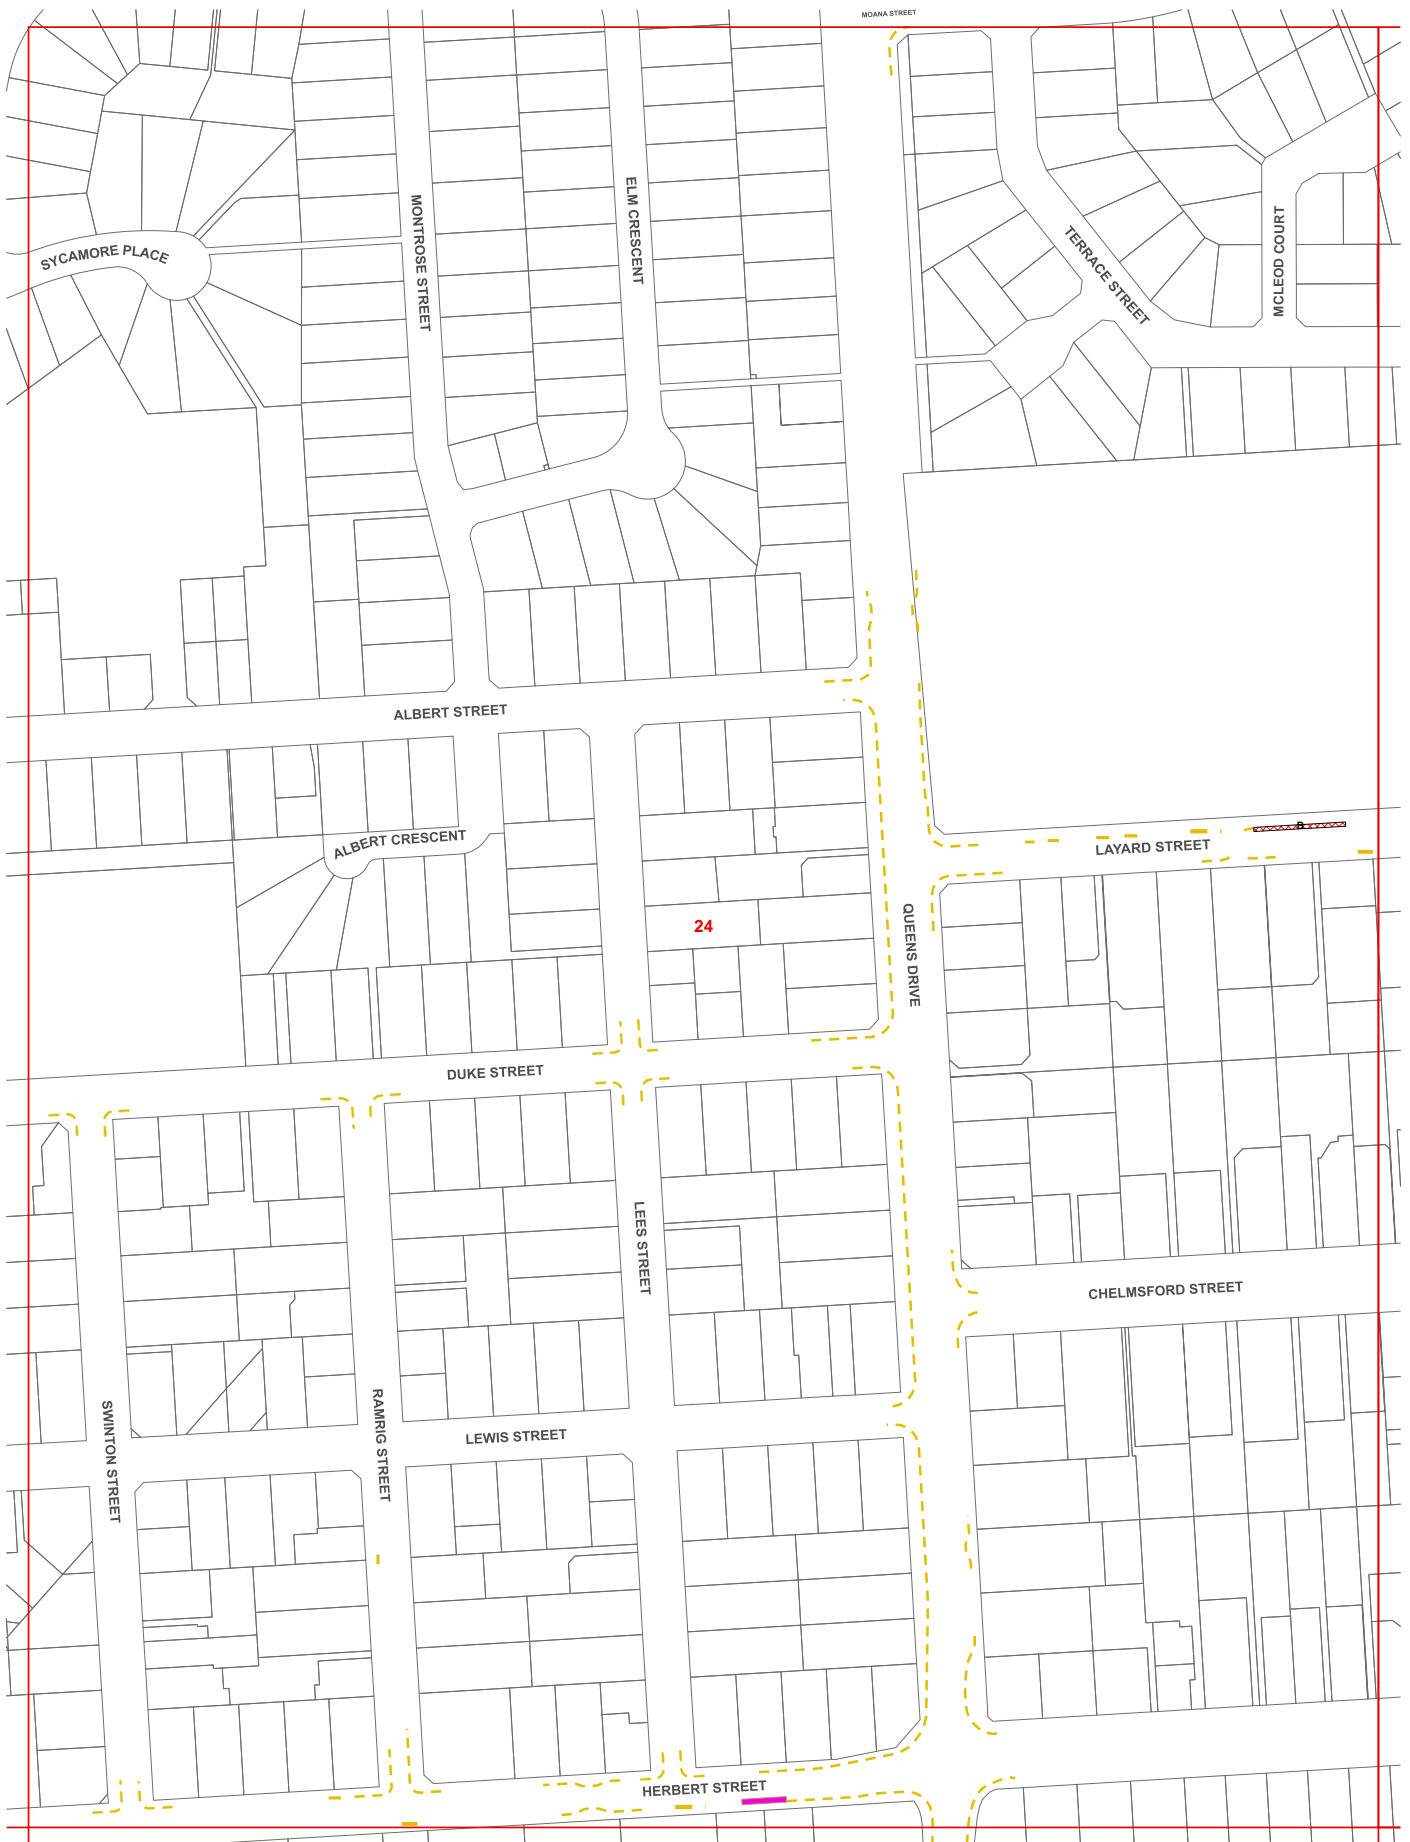 MOANA STREET
SYCAMORE PLACE
MONTROSE STREET
ELM CRESCENT
TERRACE STREET
MCLEOD COURT
ALBERT STREET
ALBERT CRESCENT
B
LAYARD STREET
24
QUEENS DRIVE
DUKE STREET
LEES STREET
CHELMSFORD STREET
SWINTON STREET
RAMRIG STREET
LEWIS STREET
HERBERT STREET